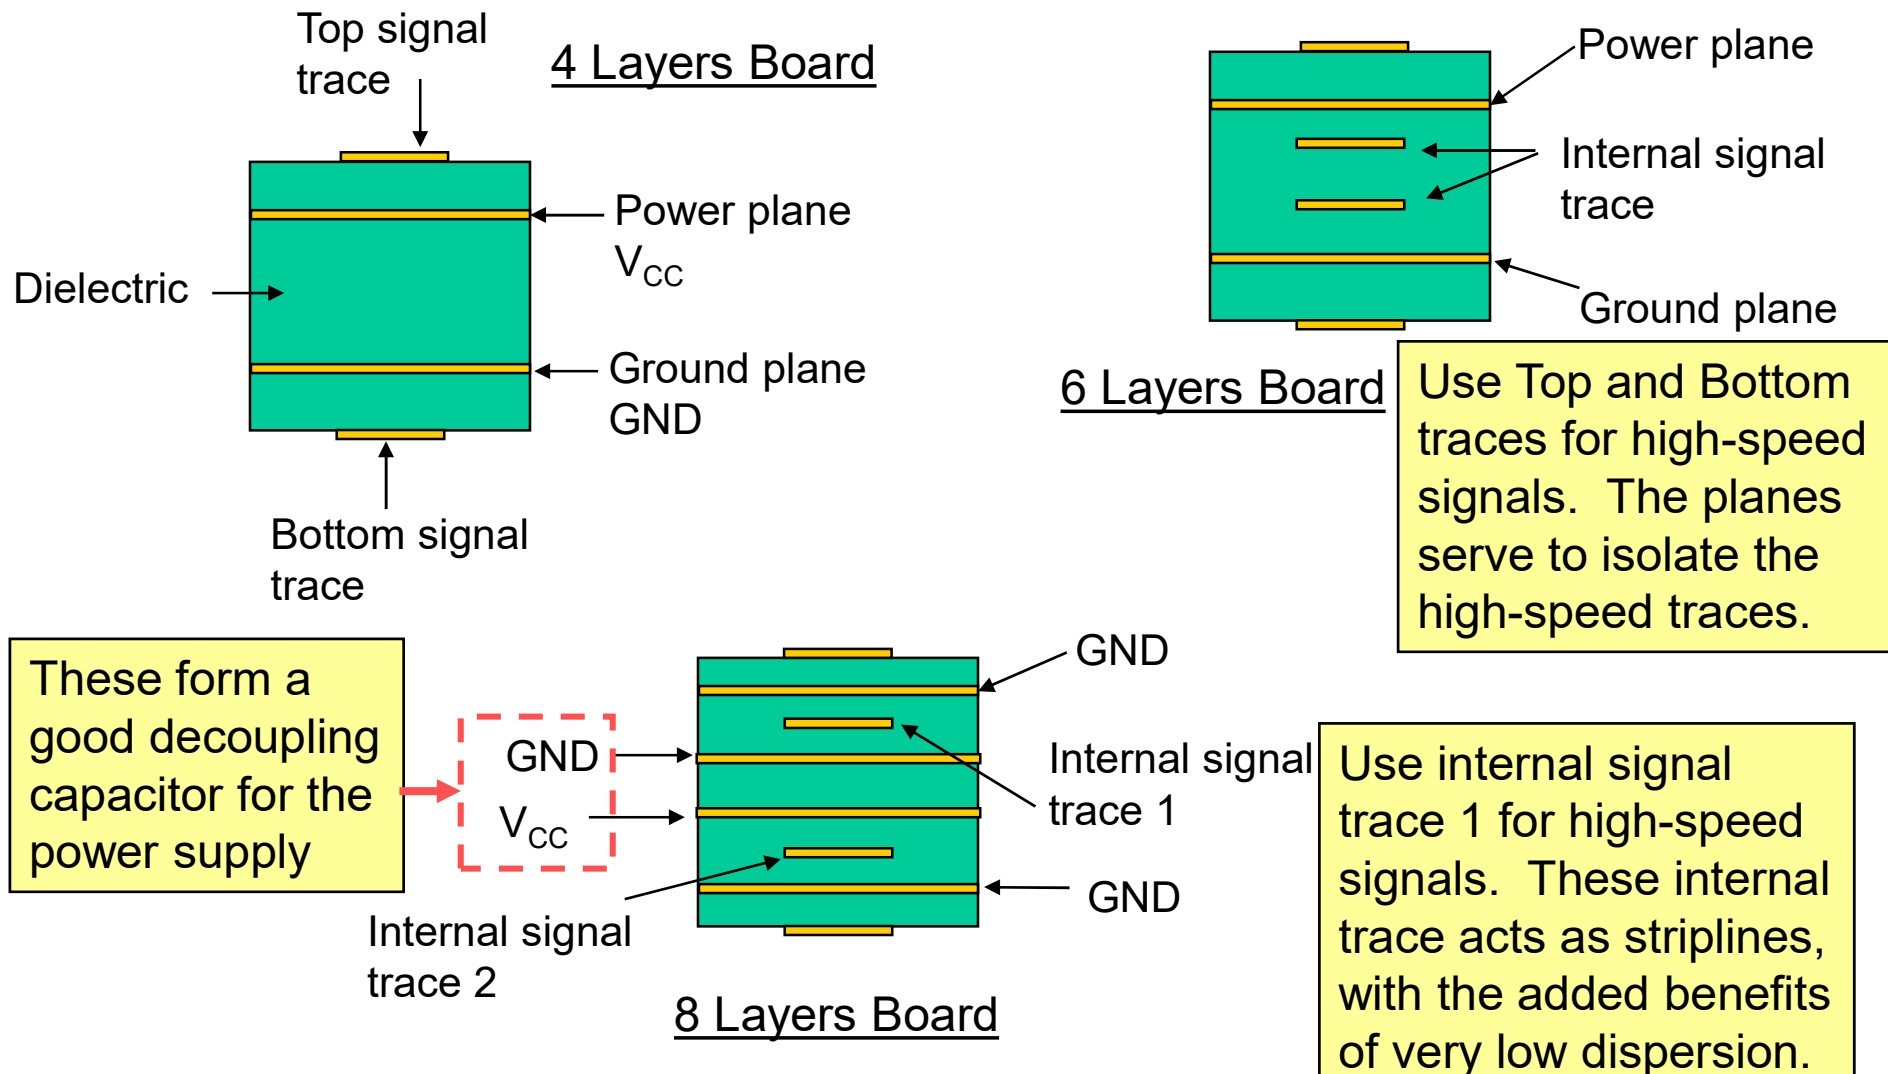 Top signal
trace
4 Layers Board
Power plane
V_CC
Dielectric
Ground plane
GND
Bottom signal
trace
Power plane
Internal signal
trace
Ground plane
6 Layers Board
Use Top and Bottom
traces for high-speed
signals.  The planes
serve to isolate the
high-speed traces.
These form a
good decoupling
capacitor for the
power supply
GND
V_CC
GND
Internal signal
trace 1
GND
Internal signal
trace 2
8 Layers Board
Use internal signal
trace 1 for high-speed
signals.  These internal
trace acts as striplines,
with the added benefits
of very low dispersion.